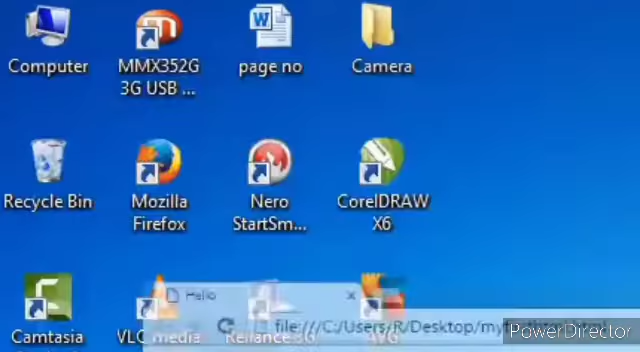 Computer
MMX352G
3G USB ...
page no
Camera
Recycle Bin
Mozilla
Firefox
Nero
StartSm...
CorelDRAW
X6
Hello
file:///C:/Users/R/Desktop/
PowerDirector
Camtasia
VLC media
Reliance 3G
AVG